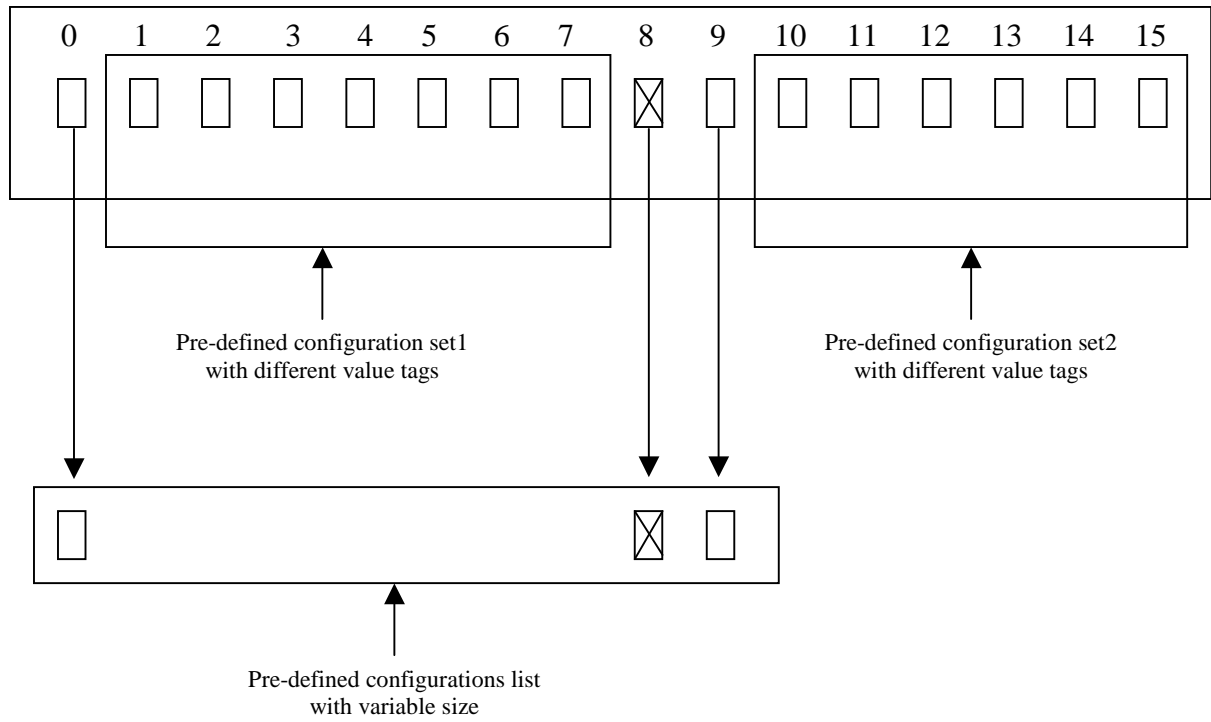 0 1 2 3 4 5 6 7 8 9 10 11 12 13 14 15
Pre-defined configuration set1
with different value tags
Pre-defined configuration set2
with different value tags
Pre-defined configurations list
with variable size